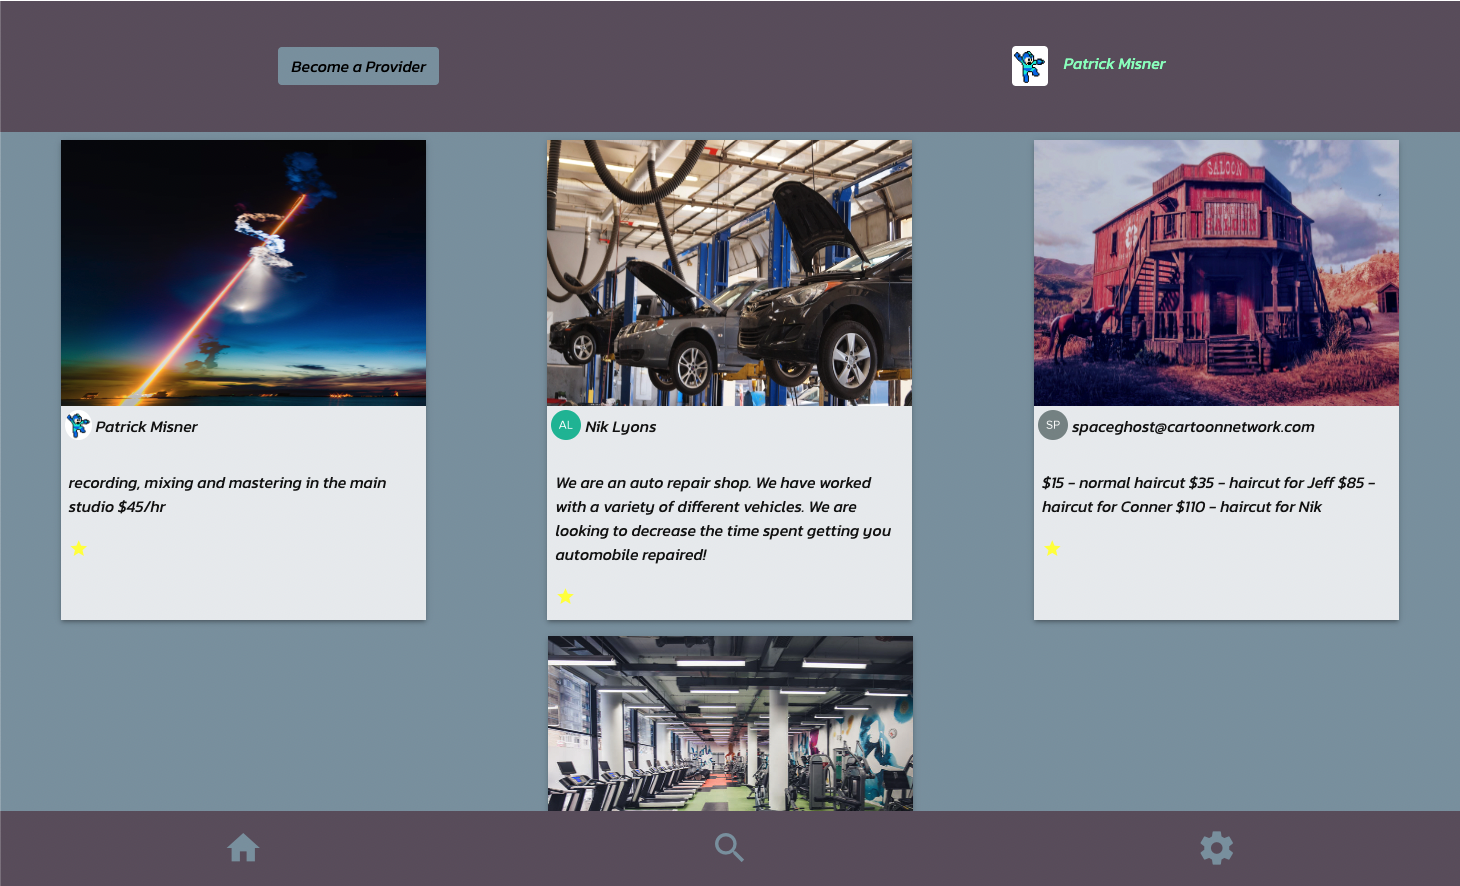 Become a Provider
Patrick Misner
SALOON
Patrick Misner
recording, mixing and mastering in the main
studio $45/hr
AL Nik Lyons
We are an auto repair shop. We have worked
with a variety of different vehicles. We are
looking to decrease the time spent getting you
automobile repaired!
SP spaceghost@cartoonnetwork.com
$15 - normal haircut $35 - haircut for Jeff $85 -
haircut for Conner $110 - haircut for Nik